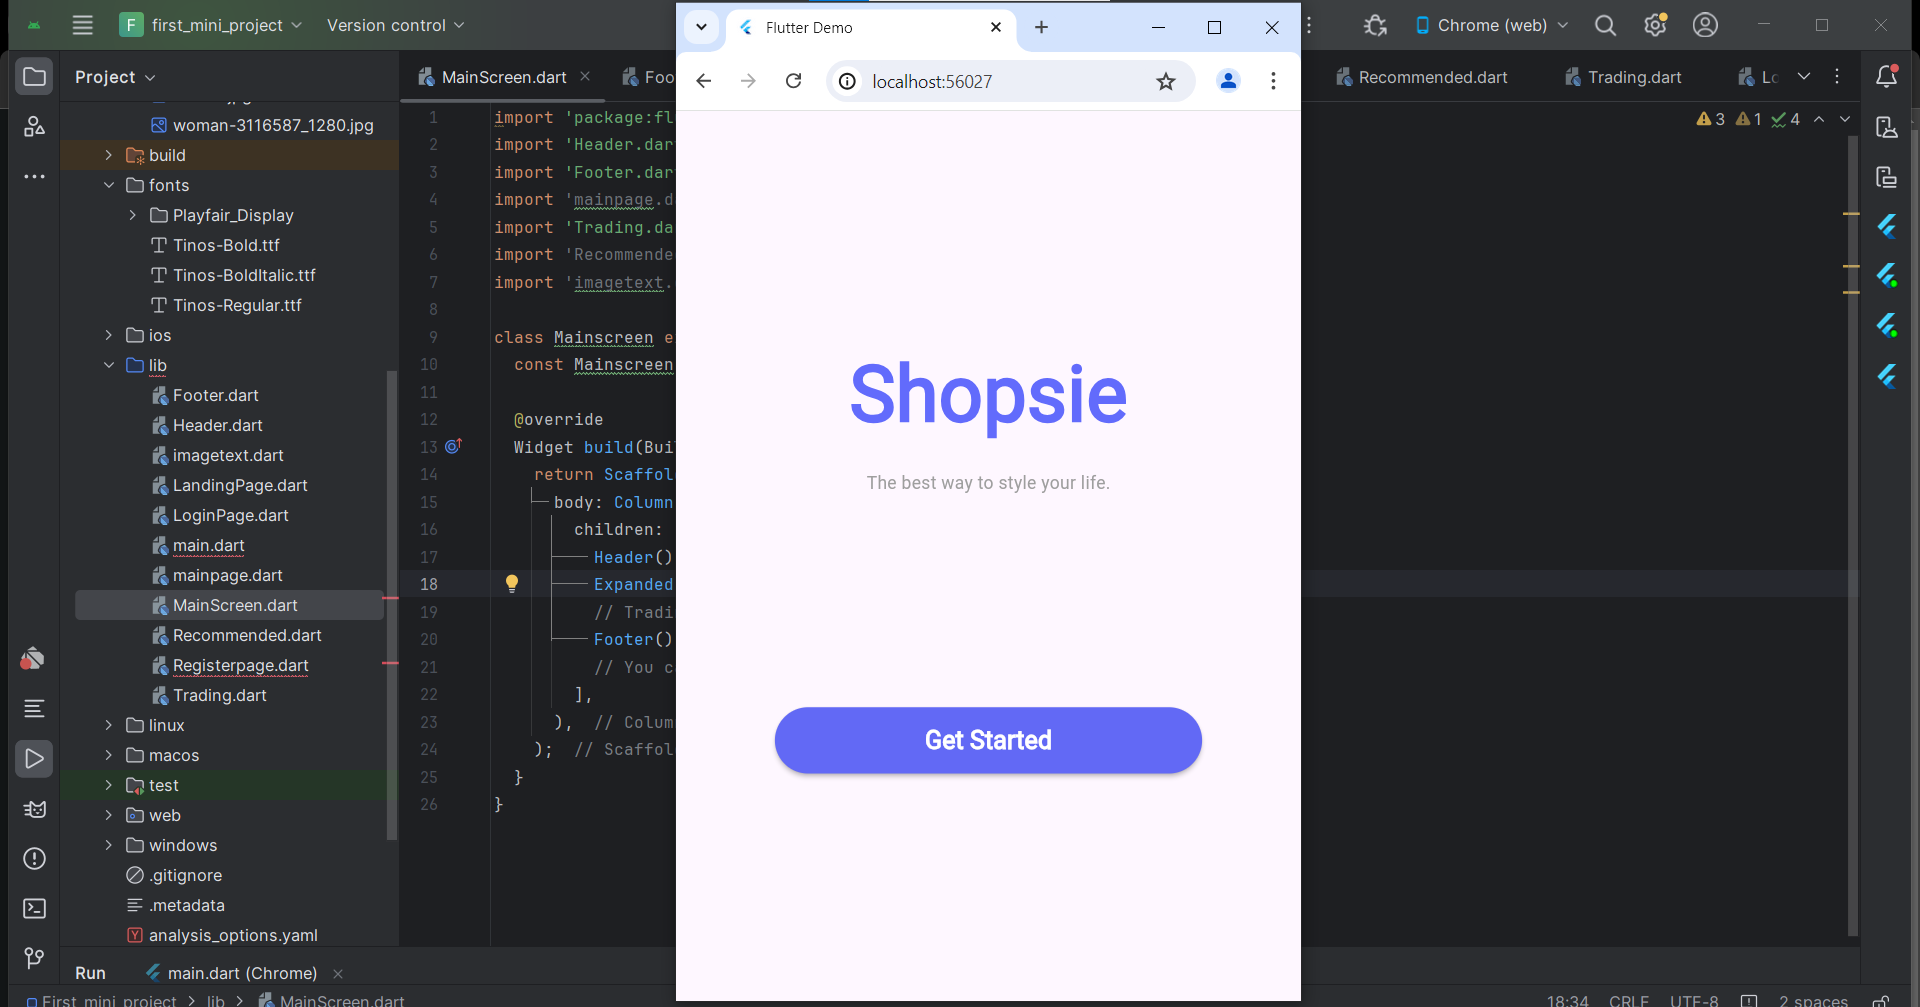 F first_mini_project
Version control
Flutter Demo
Chrome (web)
Project
MainScreen.dart
Foo
localhost:56027
Recommended.dart
Trading.dart
Lo
woman-3116587_1280.jpg
build
fonts
Playfair_Display
Tinos-Bold.ttf
Tinos-BoldItalic.ttf
Tinos-Regular.ttf
ios
lib
Footer.dart
Header.dart
imagetext.dart
LandingPage.dart
LoginPage.dart
main.dart
mainpage.dart
MainScreen.dart
Recommended.dart
Registerpage.dart
Trading.dart
linux
macos
test
web
windows
.gitignore
.metadata
analysis_options.yaml
1 import 'package:fl
2 import 'Header.dar
3 import 'Footer.dar
4 import 'mainpage.d
5 import 'Trading.da
6 import 'Recommende
7 import 'imagetext.
8
9 class Mainscreen e
10 const Mainscreen
11
12 @override
13 Widget build(Bui
14 return Scaffol
15 body: Column
16 children:
17 Header()
18 Expanded
19 // Tradi
20 Footer()
21 // You c
22 ],
23 ), // Colum
24 ); // Scaffol
25 }
26 }
3 1 4
Shopsie
The best way to style your life.
Get Started
Run
main.dart (Chrome)
First_mini_project > lib > MainScreen.dart
18:34 CRLF UTF-8 2 spaces